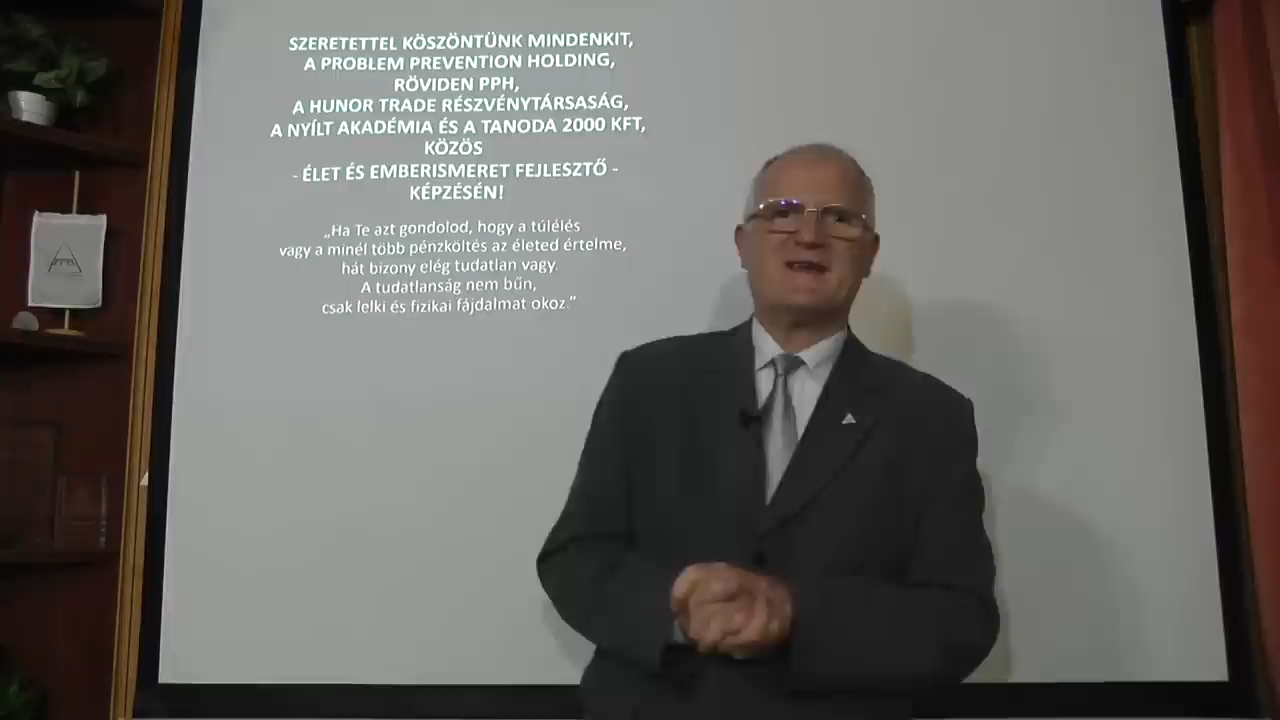 SZERETETTEL KÖSZÖNTÜNK MINDENKIT,
A PROBLEM PREVENTION HOLDING,
RÖVIDEN PPH,
A HUNOR TRADE RÉSZVÉNYTÁRSASÁG,
A NYÍLT AKADÉMIA ÉS A TANODA 2000 KFT,
KÖZÖS
- ÉLET ÉS EMBERISMERET FEJLESZTŐ -
KÉPZÉSÉN!
„Ha Te azt gondolod, hogy a túlélés
vagy a minél több pénzköltés az életed értelme,
hát bizony elég tudatlan vagy.
A tudatlanság nem bűn,
csak lelki és fizikai fájdalmat okoz.”